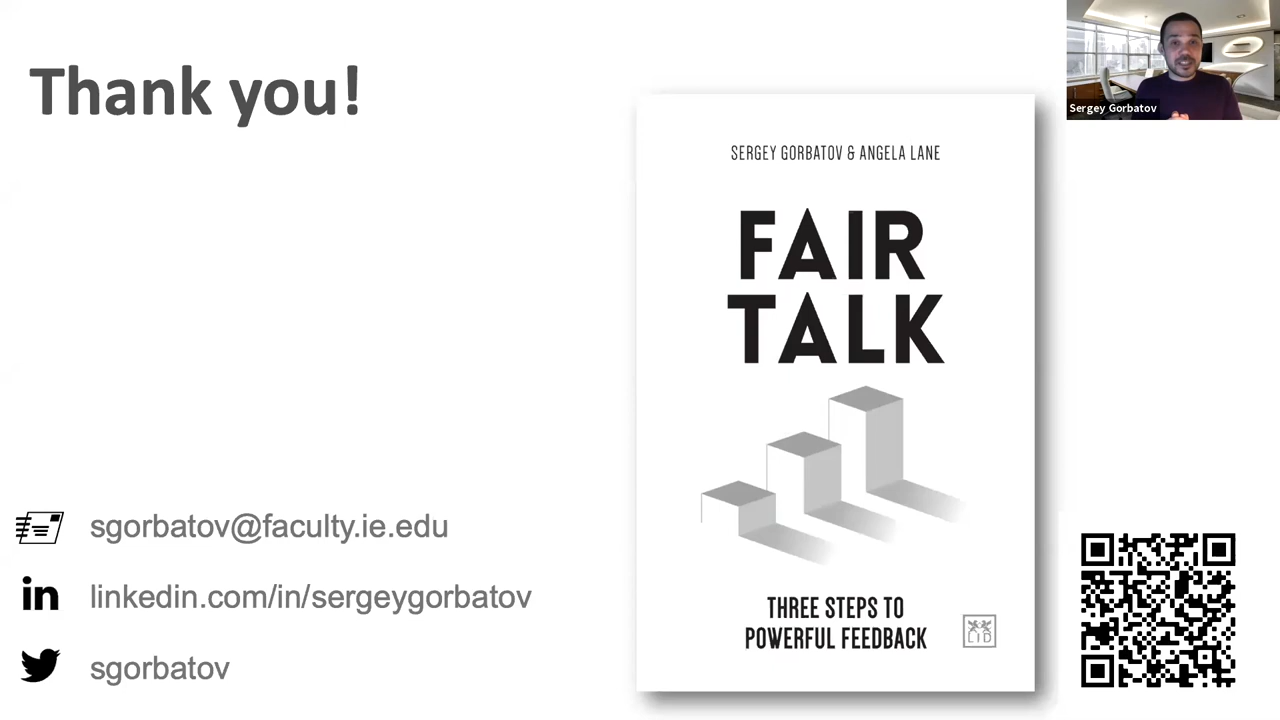 Thank you!
Sergey Gorbatov
SERGEY GORBATOV & ANGELA LANE
FAIR
TALK
THREE STEPS TO
POWERFUL FEEDBACK
LID
sgorbatov@faculty.ie.edu
in
linkedin.com/in/sergeygorbatov
sgorbatov